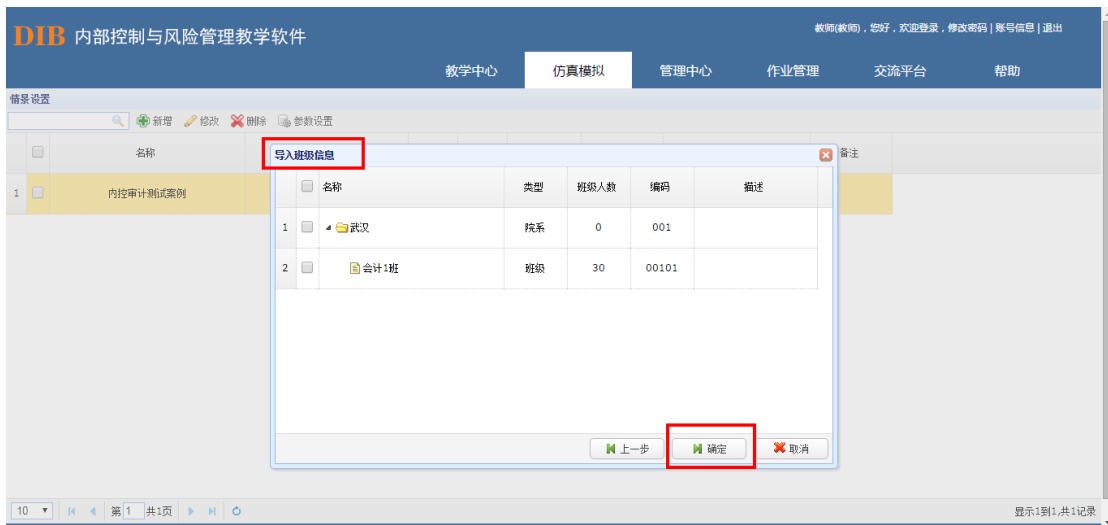 DIB 内部控制与风险管理教学软件
教师(教师)，您好，欢迎登录，修改密码 | 账号信息 | 退出
教学中心 仿真模拟 管理中心 作业管理 交流平台 帮助
情景设置
新增 修改 删除 参数设置
名称 备注
1 内控审计测试案例
导入班级信息
名称 类型 班级人数 编码 描述
1 武汉 院系 0 001
2 会计1班 班级 30 00101
上一步 确定 取消
10 第 1 共1页 显示1到1,共1记录